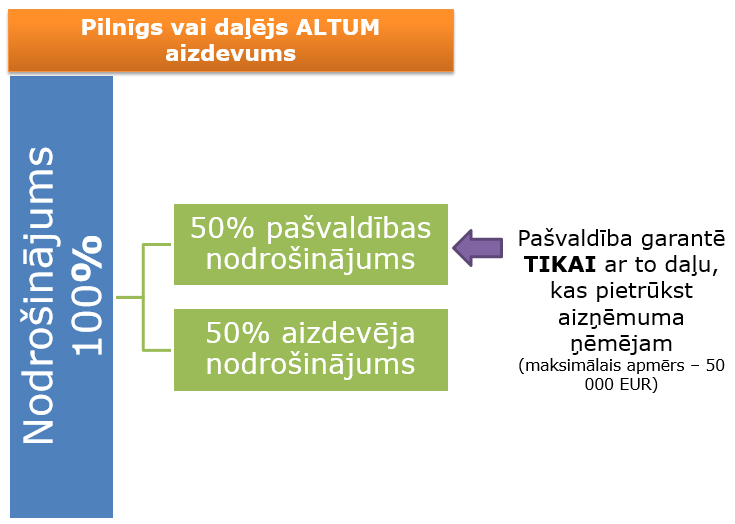 Pilnīgs vai daļējs ALTUM
aizdevums
Nodrošinājums
100%
50% pašvaldības
nodrošinājums
50% aizdevēja
nodrošinājums
Pašvaldība garantē
TIKAI ar to daļu,
kas pietrūkst
aizņēmuma
ņēmējam
(maksimālais apmērs – 50
000 EUR)